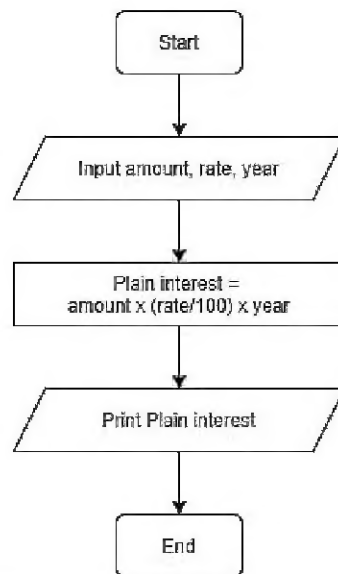 Start
Input amount, rate, year
Plain interest =
amount x (rate/100) x year
Print Plain interest
End